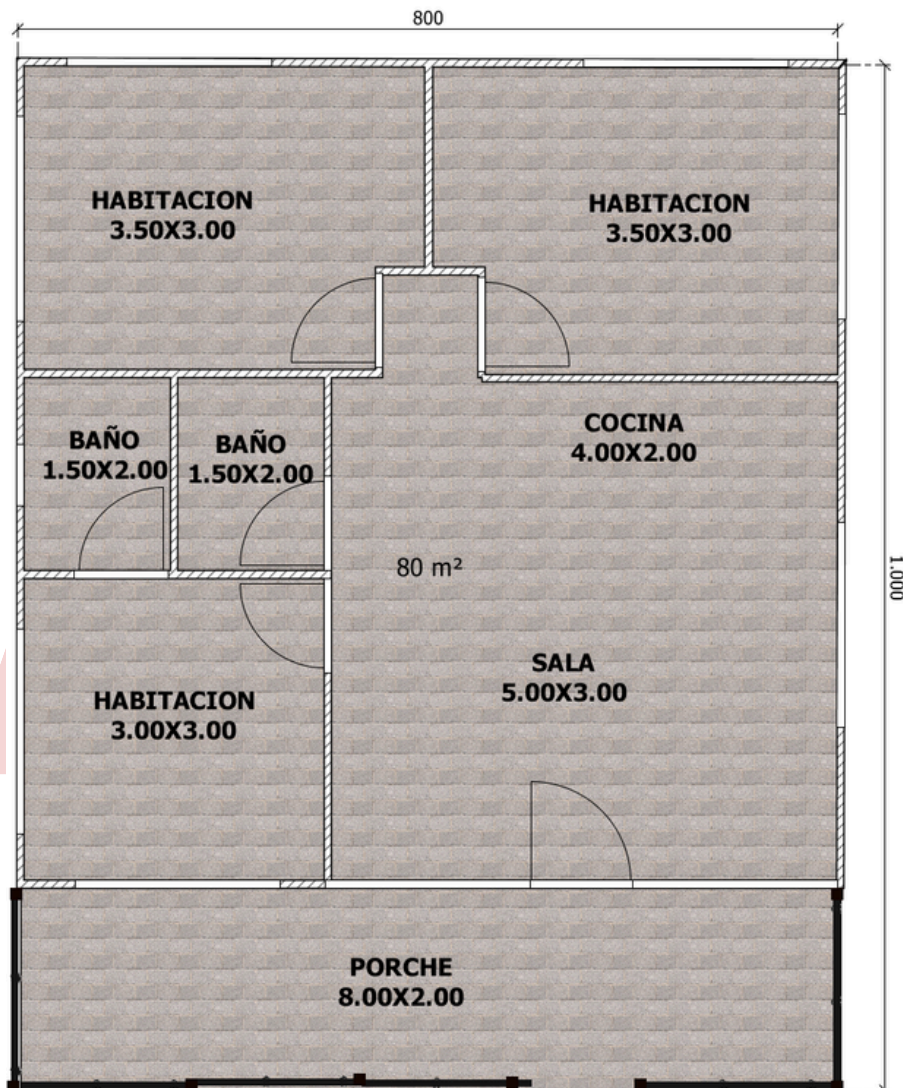 800
HABITACION
3.50X3.00
HABITACION
3.50X3.00
BAÑO
1.50X2.00
BAÑO
1.50X2.00
COCINA
4.00X2.00
80 m²
1.000
SALA
5.00X3.00
HABITACION
3.00X3.00
PORCHE
8.00X2.00